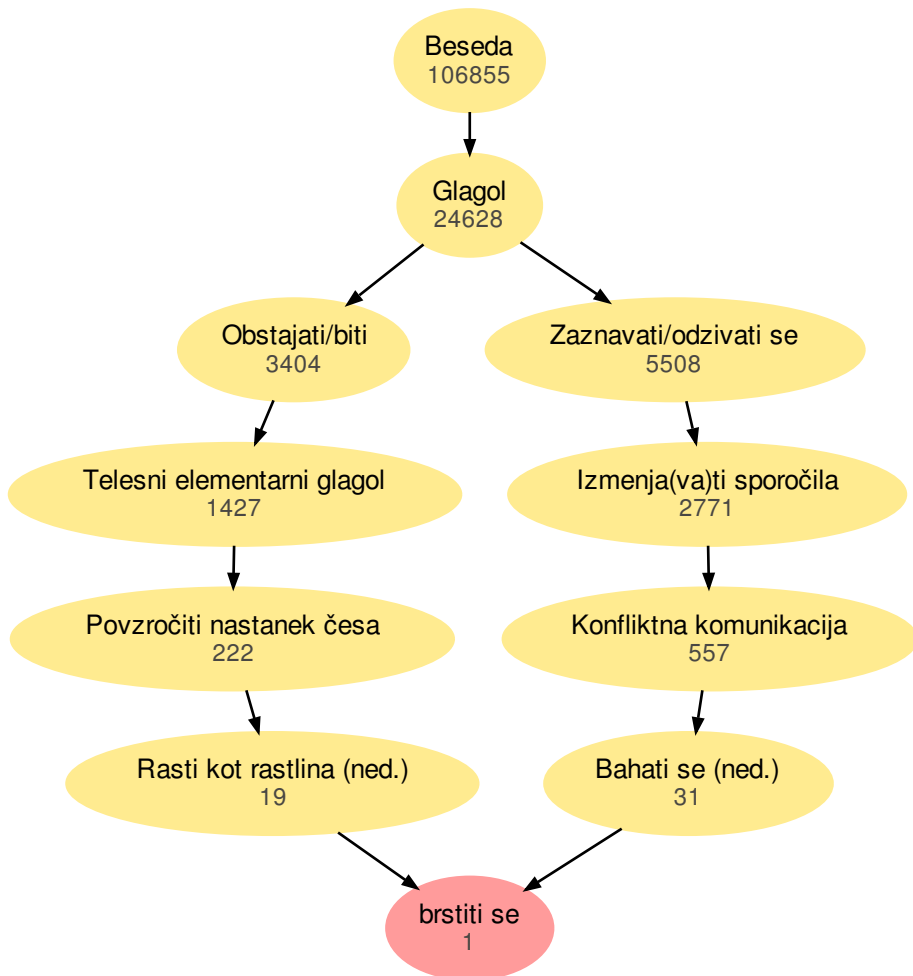 Beseda
106855
Glagol
24628
Obstajati/biti
3404
Zaznavati/odzivati se
5508
Telesni elementarni glagol
1427
Izmenja(va)ti sporočila
2771
Povzročiti nastanek česa
222
Konfliktna komunikacija
557
Rasti kot rastlina (ned.)
19
Bahati se (ned.)
31
brstiti se
1